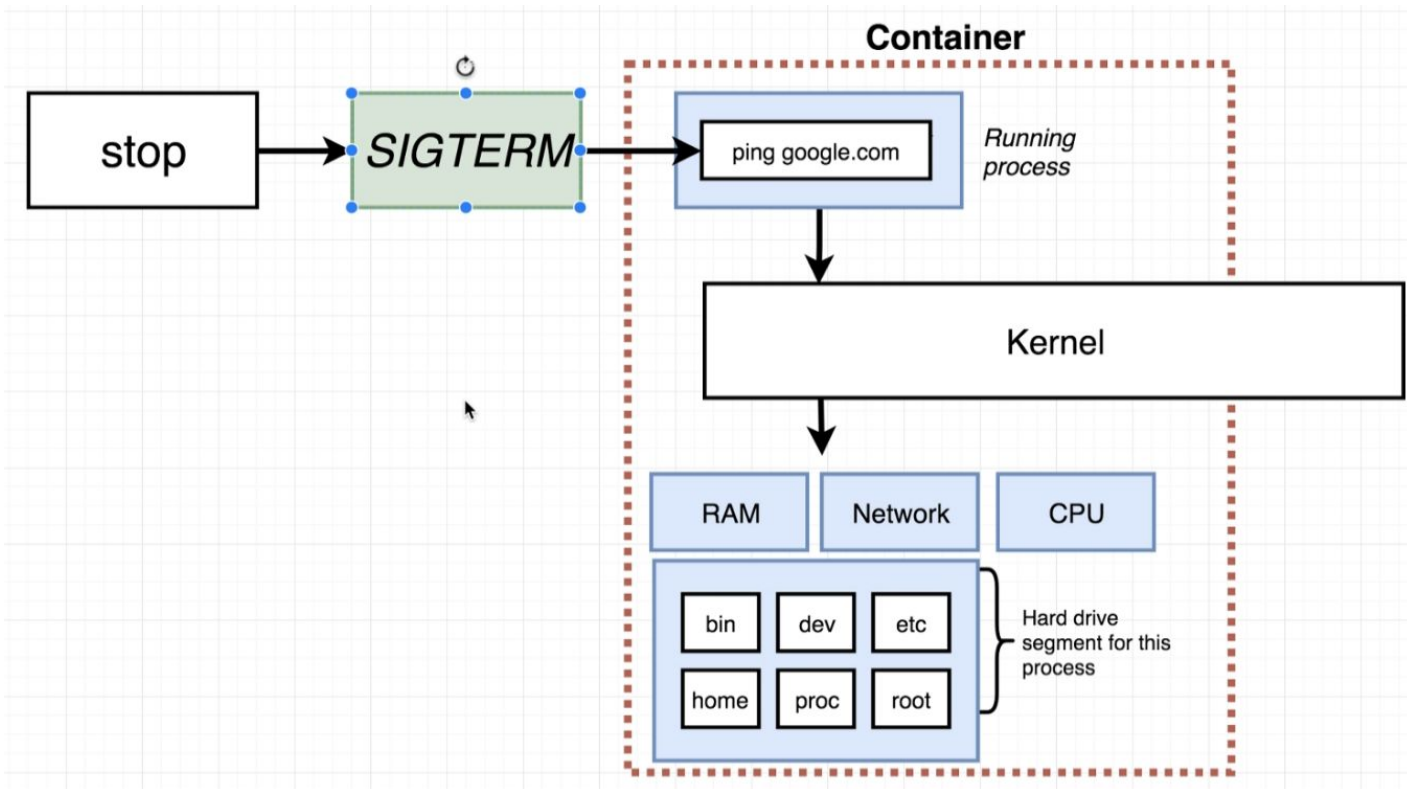 Container
stop
SIGTERM
ping google.com
Running
process
Kernel
RAM
Network
CPU
bin
dev
etc
home
proc
root
Hard drive
segment for this
process